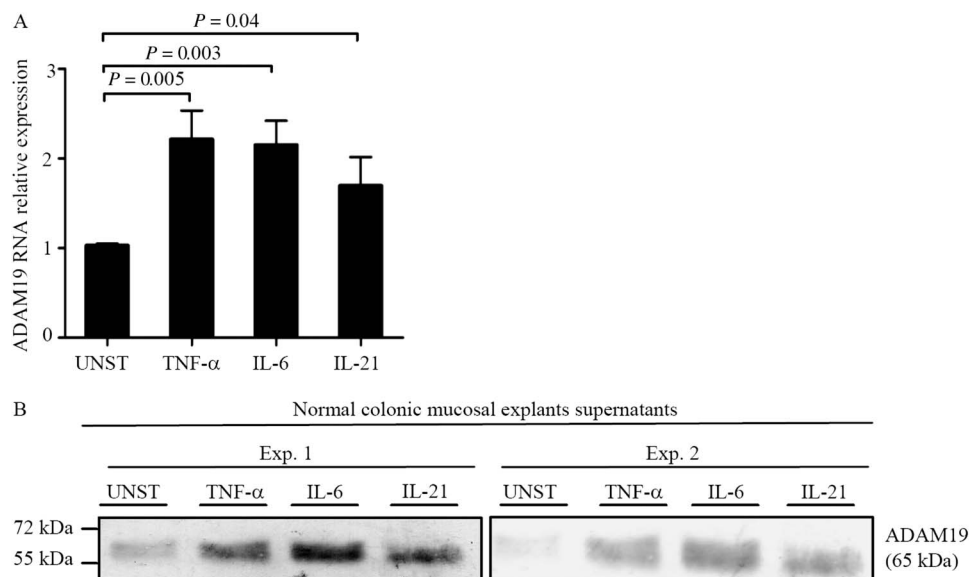 A
P = 0.04
P = 0.003
P = 0.005
ADAM19 RNA relative expression
3
2
1
0
UNST TNF-α IL-6 IL-21
B
Normal colonic mucosal explants supernatants
Exp. 1 Exp. 2
UNST TNF-α IL-6 IL-21 UNST TNF-α IL-6 IL-21
72 kDa
55 kDa
ADAM19
(65 kDa)